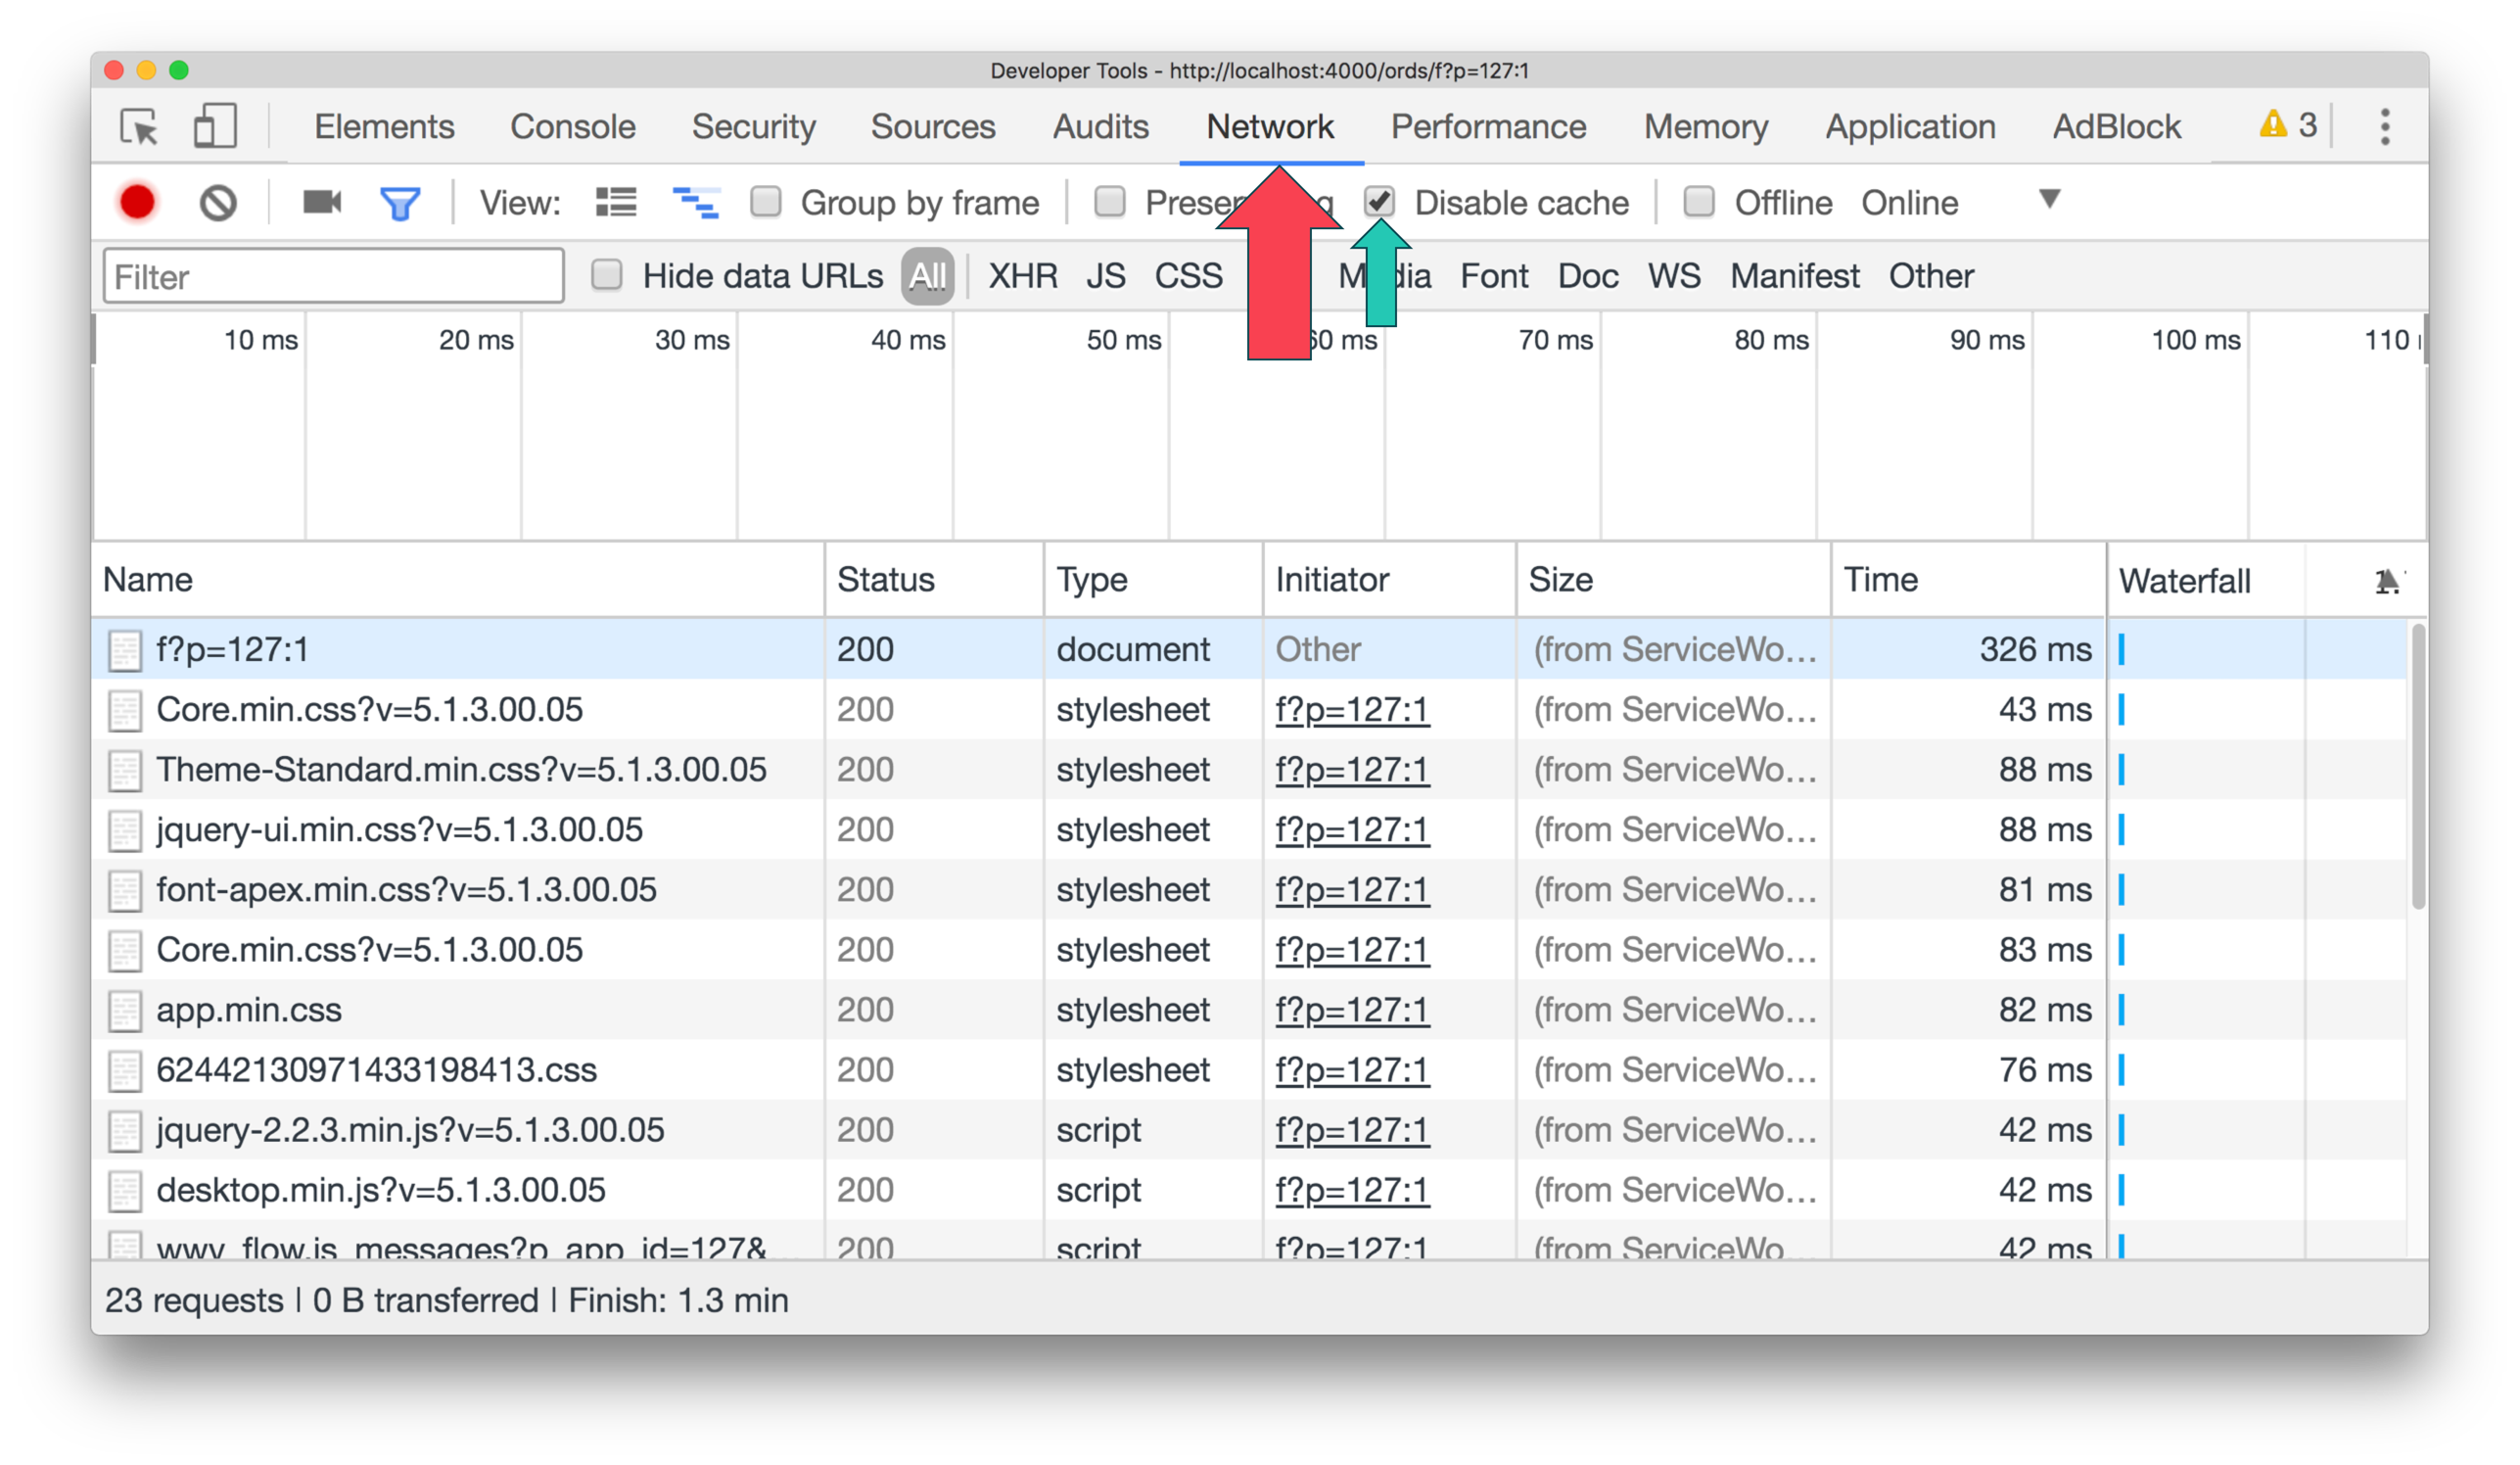 Developer Tools - http://localhost:4000/ords/f?p=127:1
Elements Console Security Sources Audits Network Performance Memory Application AdBlock 3
View: Group by frame Disable cache Offline Online
Filter Hide data URLs All XHR JS CSS Font Doc WS Manifest Other
10 ms 20 ms 30 ms 40 ms 50 ms 60 ms 70 ms 80 ms 90 ms 100 ms 110
Name Status Type Initiator Size Time Waterfall
f?p=127:1 200 document Other (from ServiceWo... 326 ms
Core.min.css?v=5.1.3.00.05 200 stylesheet f?p=127:1 (from ServiceWo... 43 ms
Theme-Standard.min.css?v=5.1.3.00.05 200 stylesheet f?p=127:1 (from ServiceWo... 88 ms
jquery-ui.min.css?v=5.1.3.00.05 200 stylesheet f?p=127:1 (from ServiceWo... 88 ms
font-apex.min.css?v=5.1.3.00.05 200 stylesheet f?p=127:1 (from ServiceWo... 81 ms
Core.min.css?v=5.1.3.00.05 200 stylesheet f?p=127:1 (from ServiceWo... 83 ms
app.min.css 200 stylesheet f?p=127:1 (from ServiceWo... 82 ms
62442130971433198413.css 200 stylesheet f?p=127:1 (from ServiceWo... 76 ms
jquery-2.2.3.min.js?v=5.1.3.00.05 200 script f?p=127:1 (from ServiceWo... 42 ms
desktop.min.js?v=5.1.3.00.05 200 script f?p=127:1 (from ServiceWo... 42 ms
wwv_flow.js_messages?p_app_id=127&... 200 script f?p=127:1 (from ServiceWo... 42 ms
23 requests | 0 B transferred | Finish: 1.3 min